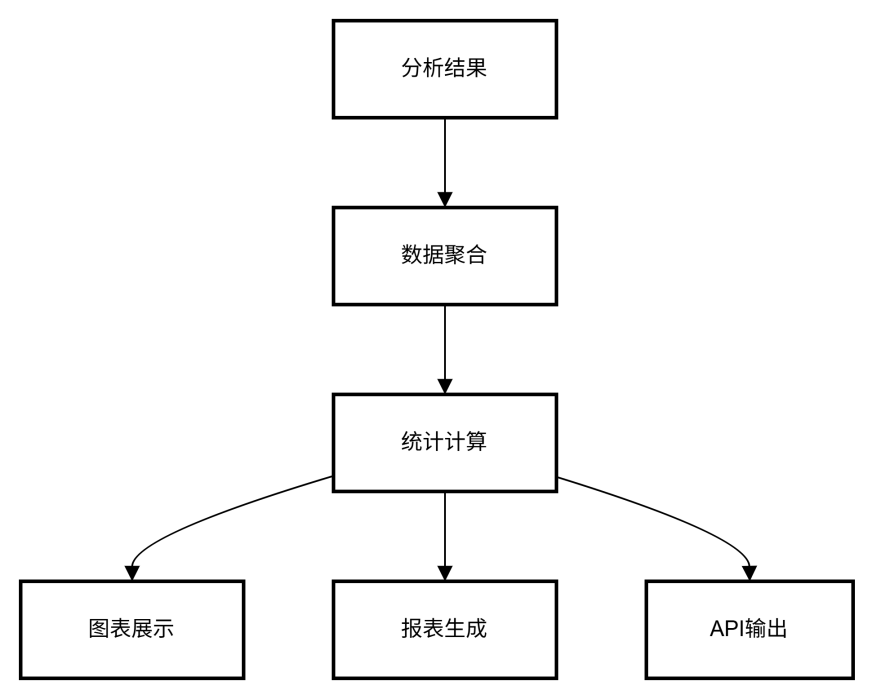 分析结果
数据聚合
统计计算
图表展示
报表生成
API输出